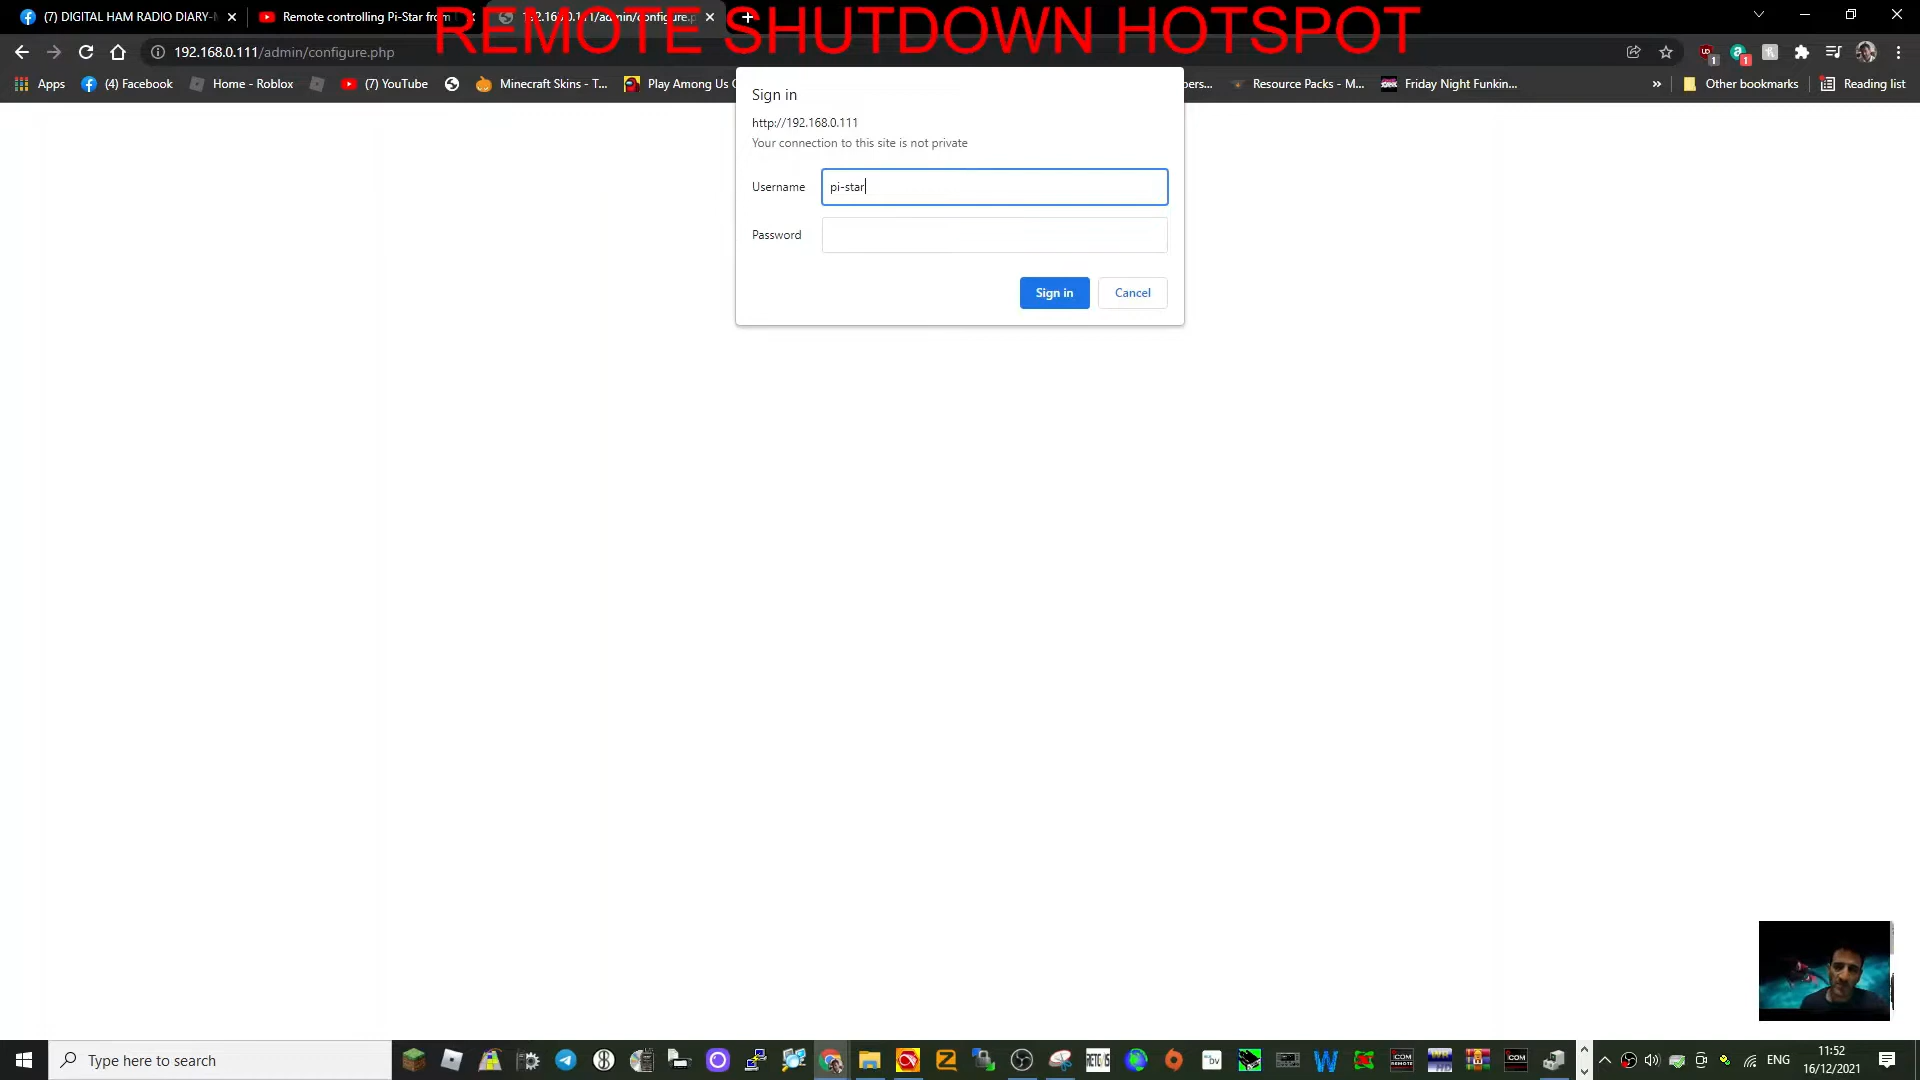 (7) DIGITAL HAM RADIO DIARY-
Remote controlling Pi-Star from
REMOTE SHUTDOWN HOTSPOT
192.168.0.111/admin/configure.php
Apps
(4) Facebook
Home - Roblox
(7) YouTube
Minecraft Skins - T...
Play Among Us
pers...
Resource Packs - M...
Friday Night Funkin...
»
Other bookmarks
Reading list
Sign in
http://192.168.0.111
Your connection to this site is not private
Username
pi-star
Password
Sign in
Cancel
Type here to search
ENG
11:52
16/12/2021